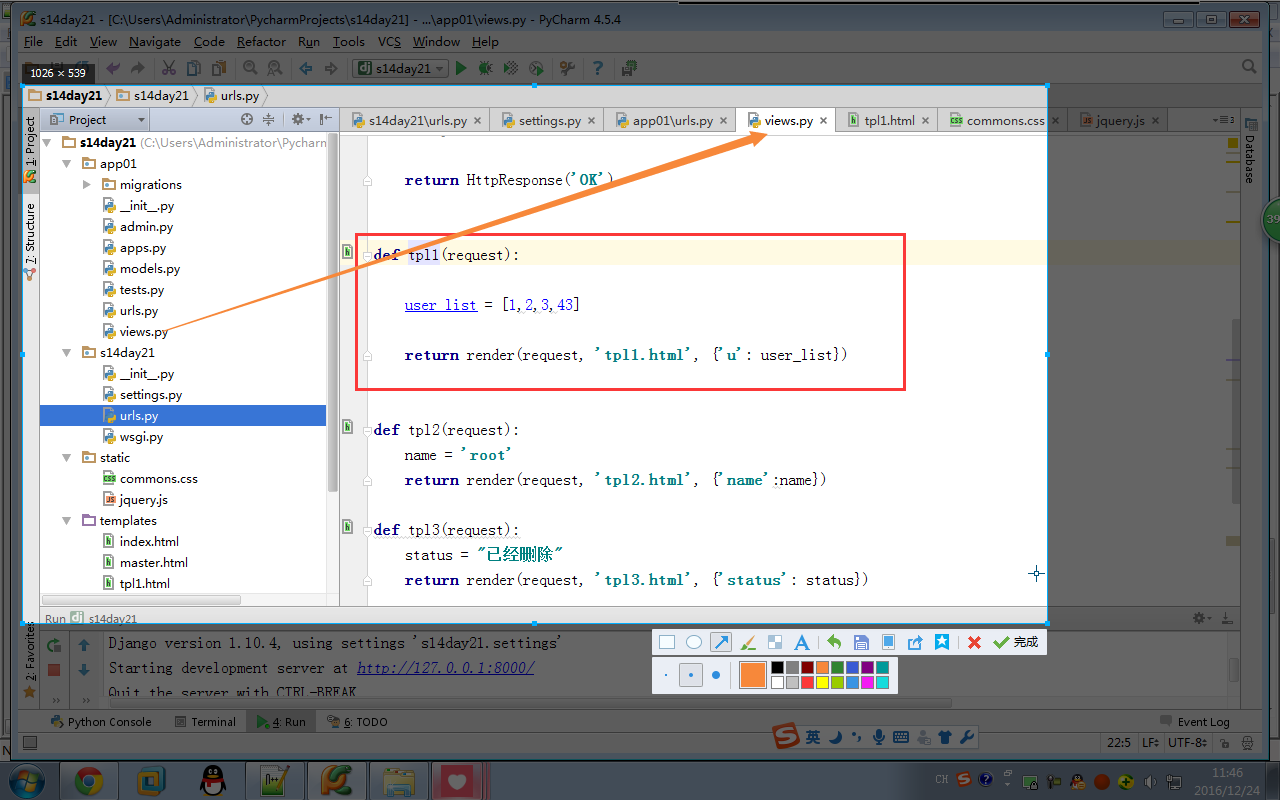 s14day21 - [C:\Users\Administrator\PycharmProjects\s14day21] - ...\app01\views.py - PyCharm 4.5.4
File Edit View Navigate Code Refactor Run Tools VCS Window Help
1026 × 539
s14day21
s14day21 s14day21 urls.py
Project
s14day21\urls.py settings.py app01\urls.py views.py tpl1.html commons.css jquery.js
1: Project
7: Structure
2: Favorites
Database
s14day21 (C:\Users\Administrator\Pycharm
app01
migrations
__init__.py
admin.py
apps.py
models.py
tests.py
urls.py
views.py
s14day21
__init__.py
settings.py
urls.py
wsgi.py
static
commons.css
jquery.js
templates
index.html
master.html
tpl1.html
return HttpResponse('OK')
def tpl1(request):
user_list = [1,2,3,43]
return render(request, 'tpl1.html', {'u': user_list})
def tpl2(request):
name = 'root'
return render(request, 'tpl2.html', {'name':name})
def tpl3(request):
status = "已经删除"
return render(request, 'tpl3.html', {'status': status})
39
Run s14day21
Django version 1.10.4, using settings 's14day21.settings'
Starting development server at http://127.0.0.1:8000/
Quit the server with CTRL-BREAK
完成
Python Console Terminal 4: Run 6: TODO Event Log
英
22:5 LF UTF-8
CH
11:46
2016/12/24